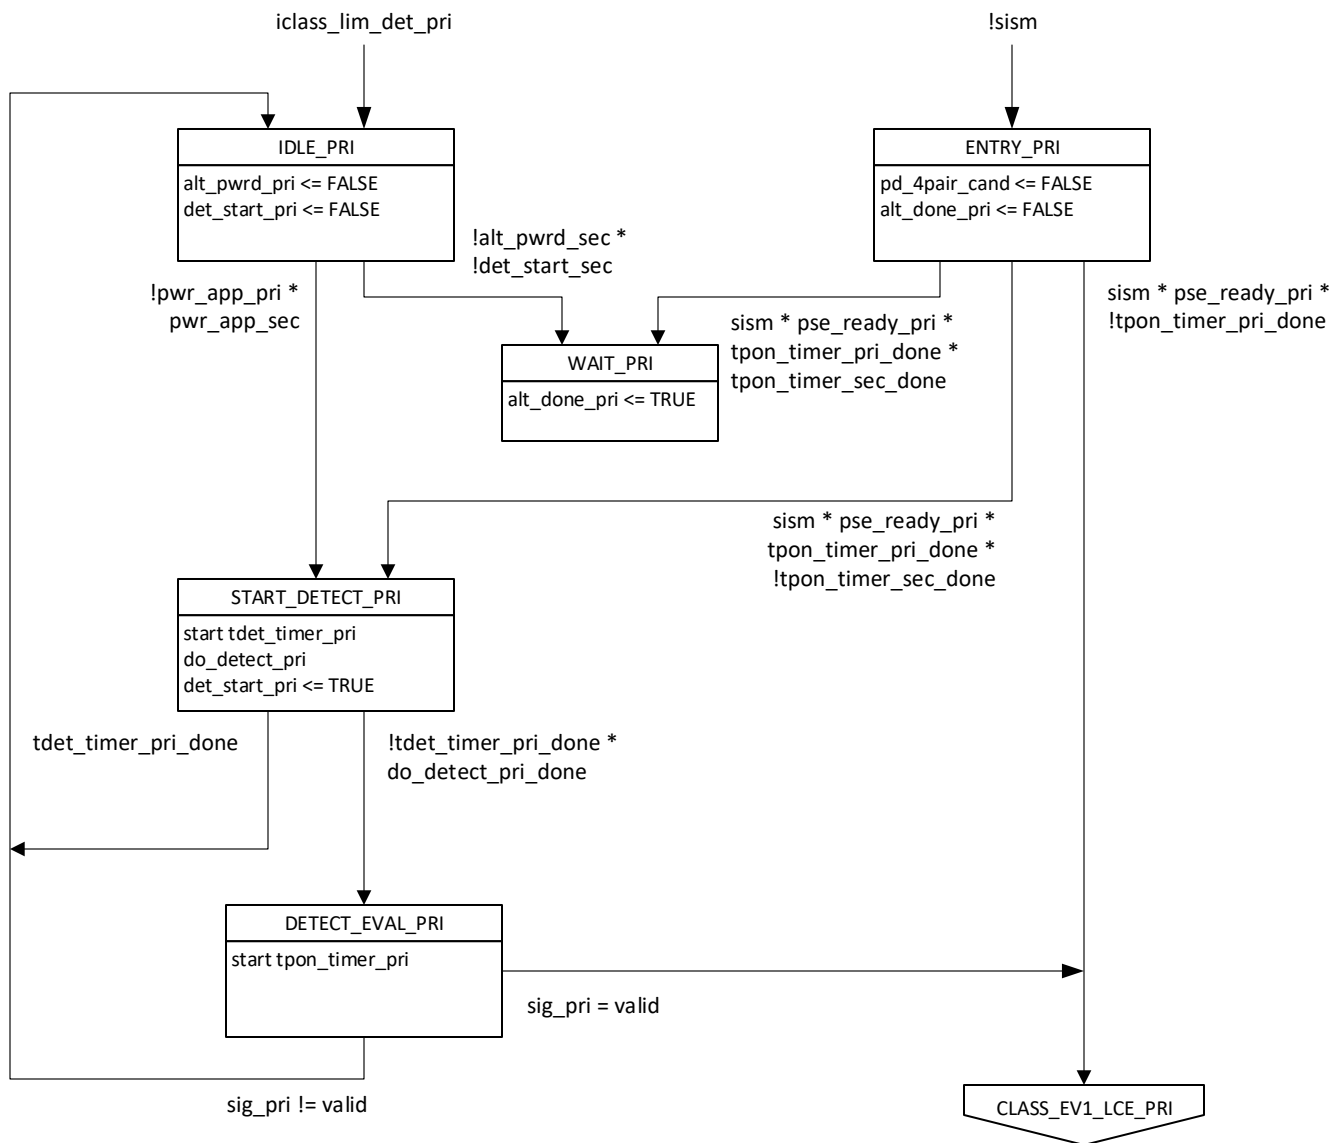 iclass_lim_det_pri
!sism
IDLE_PRI
alt_pwrd_pri <= FALSE
det_start_pri <= FALSE
ENTRY_PRI
pd_4pair_cand <= FALSE
alt_done_pri <= FALSE
!alt_pwrd_sec *
!det_start_sec
!pwr_app_pri *
pwr_app_sec
sism * pse_ready_pri *
!tpon_timer_pri_done
sism * pse_ready_pri *
tpon_timer_pri_done *
tpon_timer_sec_done
WAIT_PRI
alt_done_pri <= TRUE
sism * pse_ready_pri *
tpon_timer_pri_done *
!tpon_timer_sec_done
START_DETECT_PRI
start tdet_timer_pri
do_detect_pri
det_start_pri <= TRUE
tdet_timer_pri_done
!tdet_timer_pri_done *
do_detect_pri_done
DETECT_EVAL_PRI
start tpon_timer_pri
sig_pri = valid
sig_pri != valid
CLASS_EV1_LCE_PRI